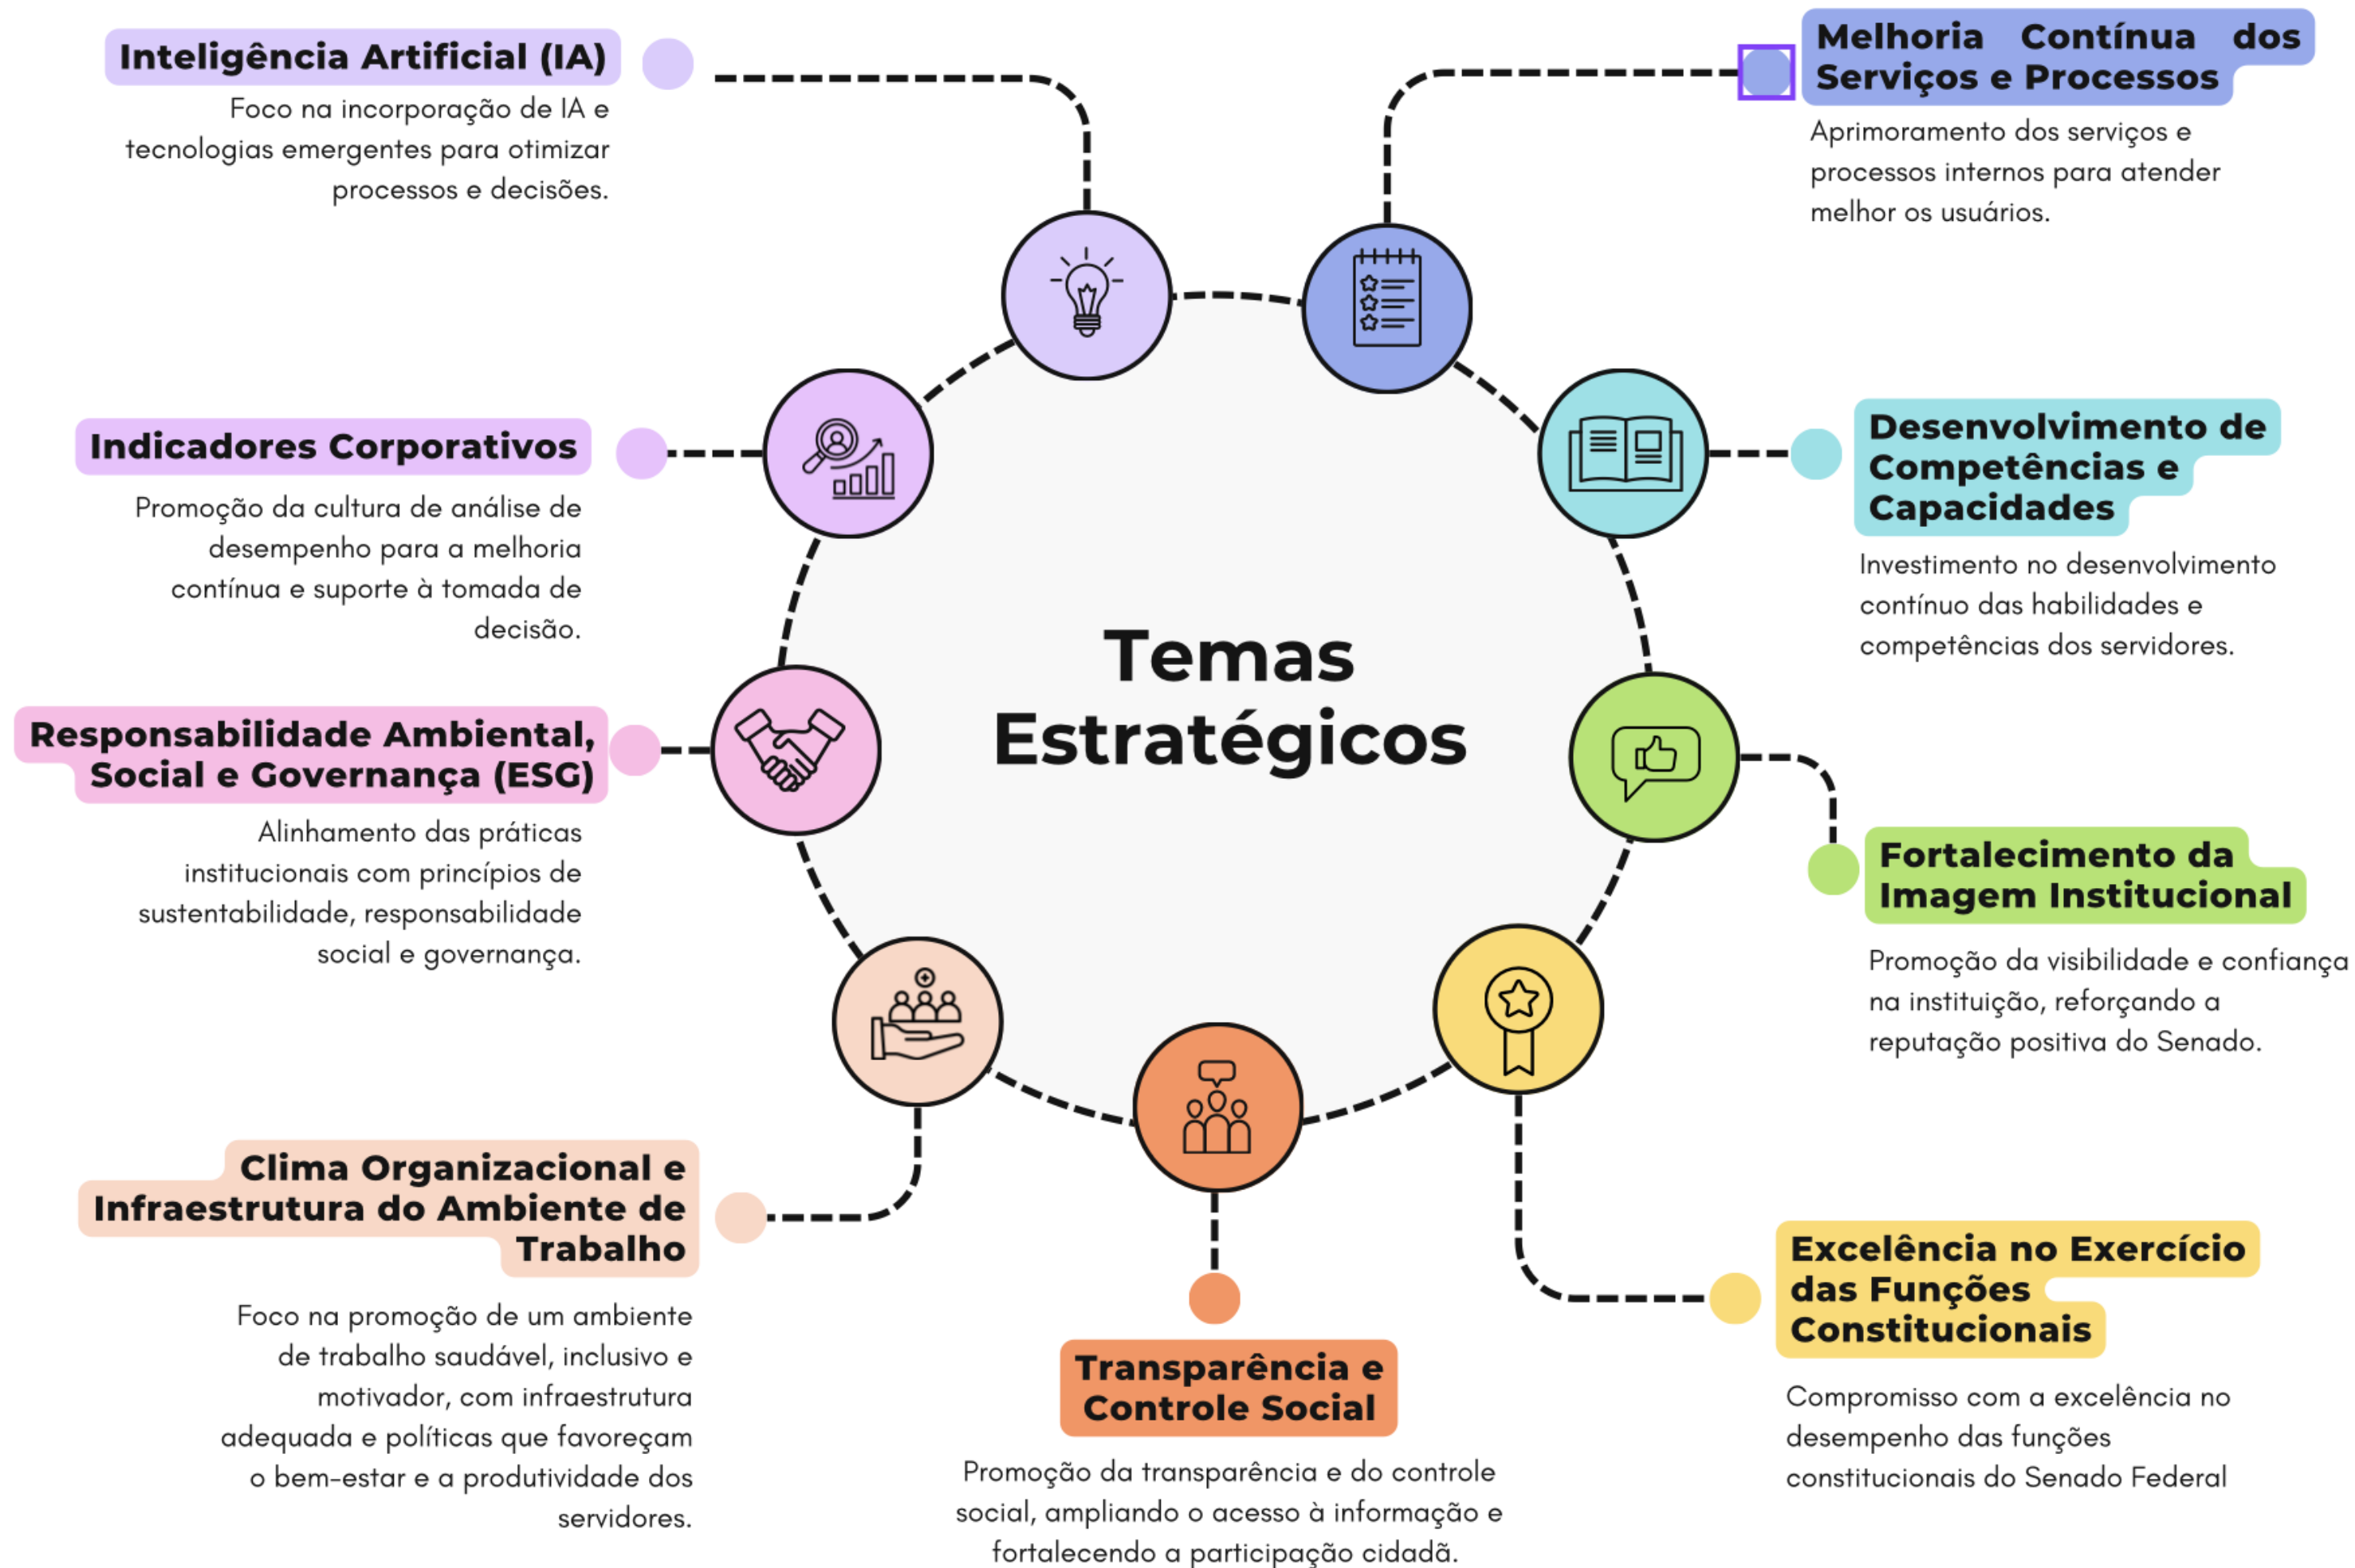 Inteligência Artificial (IA)
Foco na incorporação de IA e
tecnologias emergentes para otimizar
processos e decisões.
Melhoria Contínua dos
Serviços e Processos
Aprimoramento dos serviços e
processos internos para atender
melhor os usuários.
Indicadores Corporativos
Promoção da cultura de análise de
desempenho para a melhoria
contínua e suporte à tomada de
decisão.
Desenvolvimento de
Competências e
Capacidades
Investimento no desenvolvimento
contínuo das habilidades e
competências dos servidores.
Temas
Estratégicos
Responsabilidade Ambiental,
Social e Governança (ESG)
Alinhamento das práticas
institucionais com princípios de
sustentabilidade, responsabilidade
social e governança.
Fortalecimento da
Imagem Institucional
Promoção da visibilidade e confiança
na instituição, reforçando a
reputação positiva do Senado.
Clima Organizacional e
Infraestrutura do Ambiente de
Trabalho
Foco na promoção de um ambiente
de trabalho saudável, inclusivo e
motivador, com infraestrutura
adequada e políticas que favoreçam
o bem-estar e a produtividade dos
servidores.
Transparência e
Controle Social
Promoção da transparência e do controle
social, ampliando o acesso à informação e
fortalecendo a participação cidadã.
Excelência no Exercício
das Funções
Constitucionais
Compromisso com a excelência no
desempenho das funções
constitucionais do Senado Federal